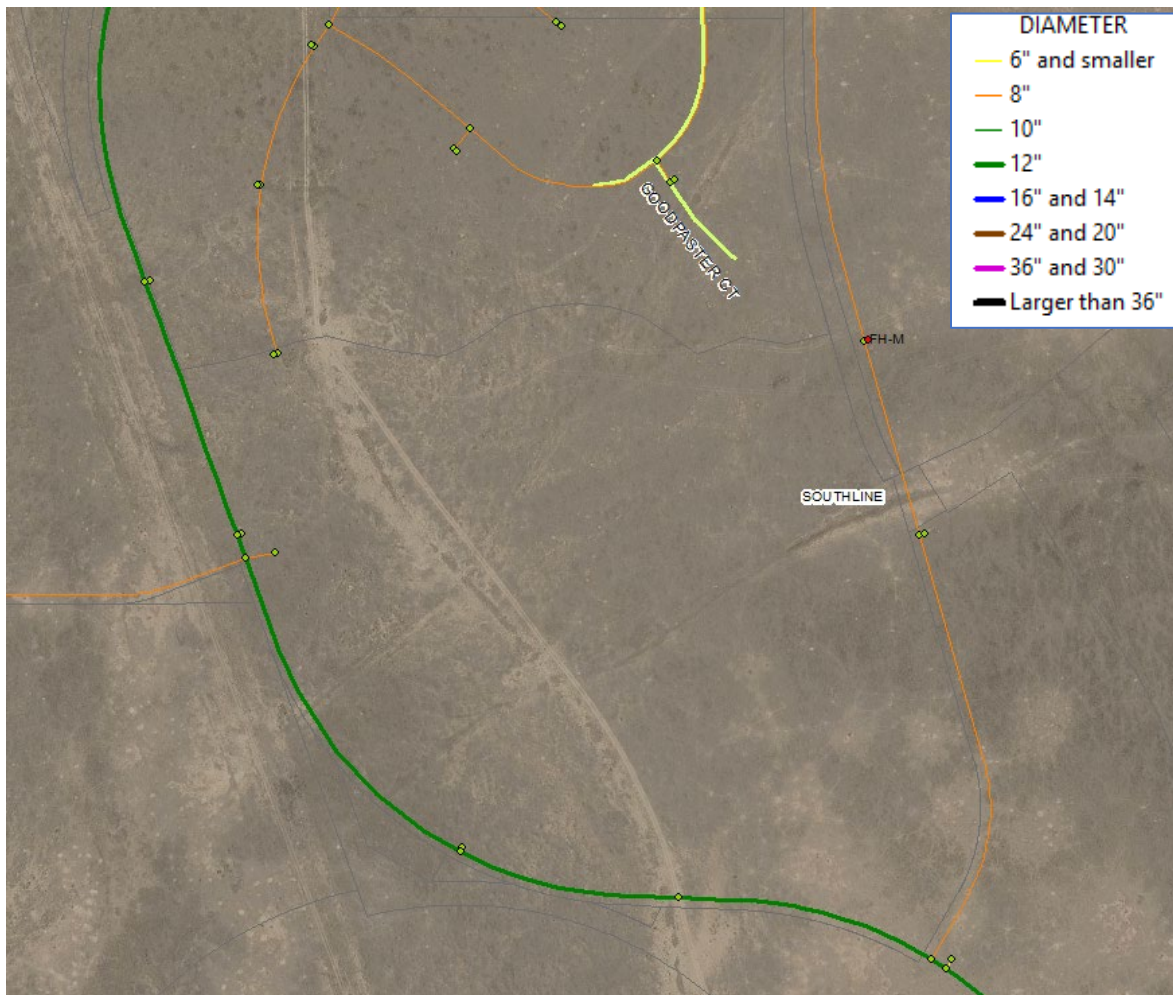 DIAMETER
6" and smaller
8"
10"
12"
16" and 14"
24" and 20"
36" and 30"
Larger than 36"
GOODPASTER CT
FH-M
SOUTHLINE